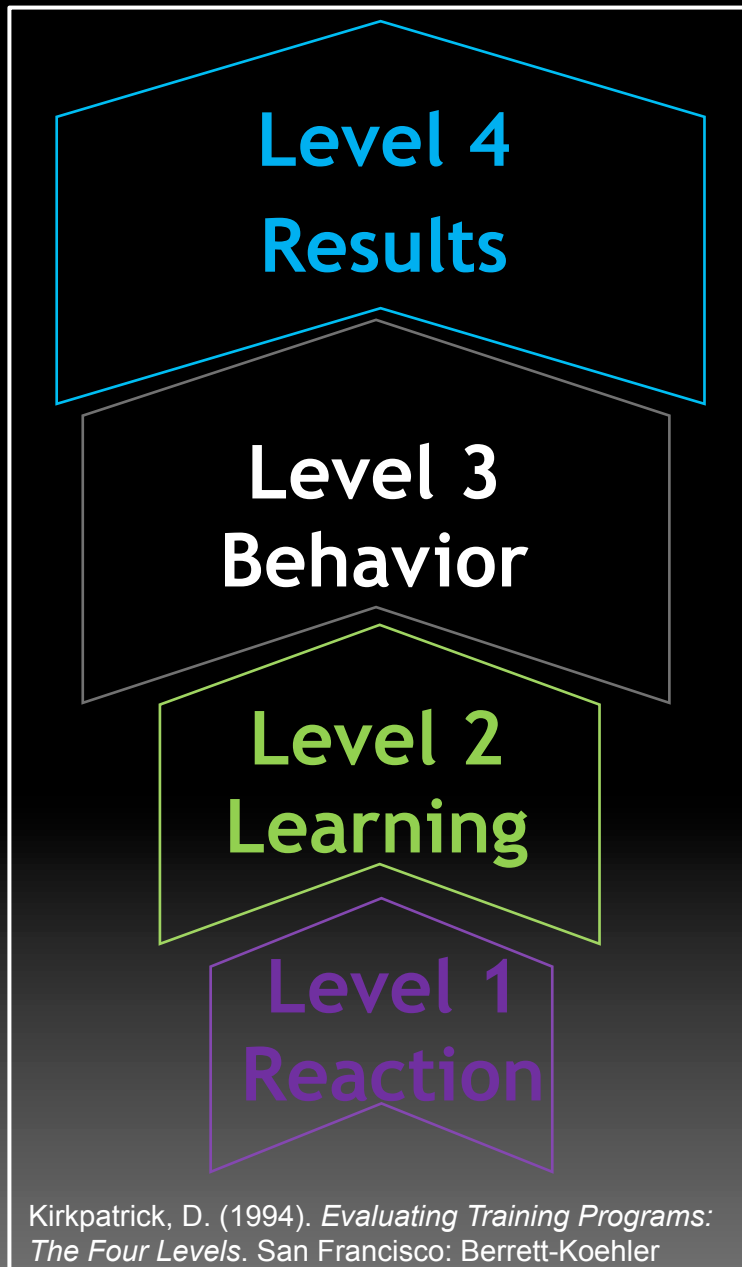 Level 4
Results
Level 3
Behavior
Level 2
Learning
Level 1
Reaction
Kirkpatrick, D. (1994). Evaluating Training Programs:
The Four Levels. San Francisco: Berrett-Koehler